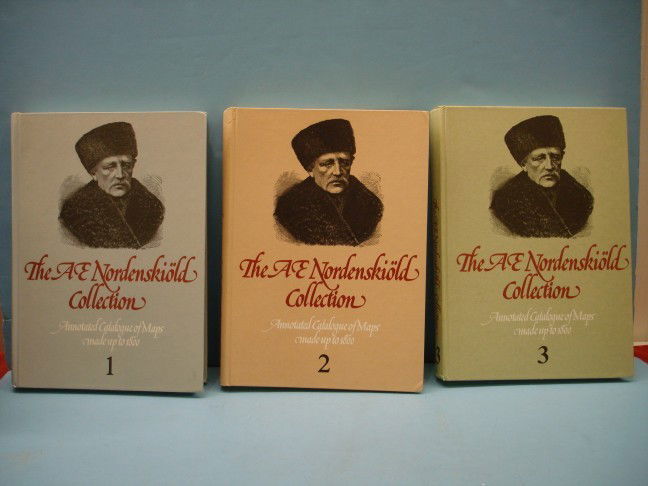 The A·E Nordenskiöld
Collection
Annotated Catalogue of Maps
made up to 1800
1
The A·E Nordenskiöld
Collection
Annotated Catalogue of Maps
made up to 1800
2
The A·E Nordenskiöld
Collection
Annotated Catalogue of Maps
made up to 1800
3
3